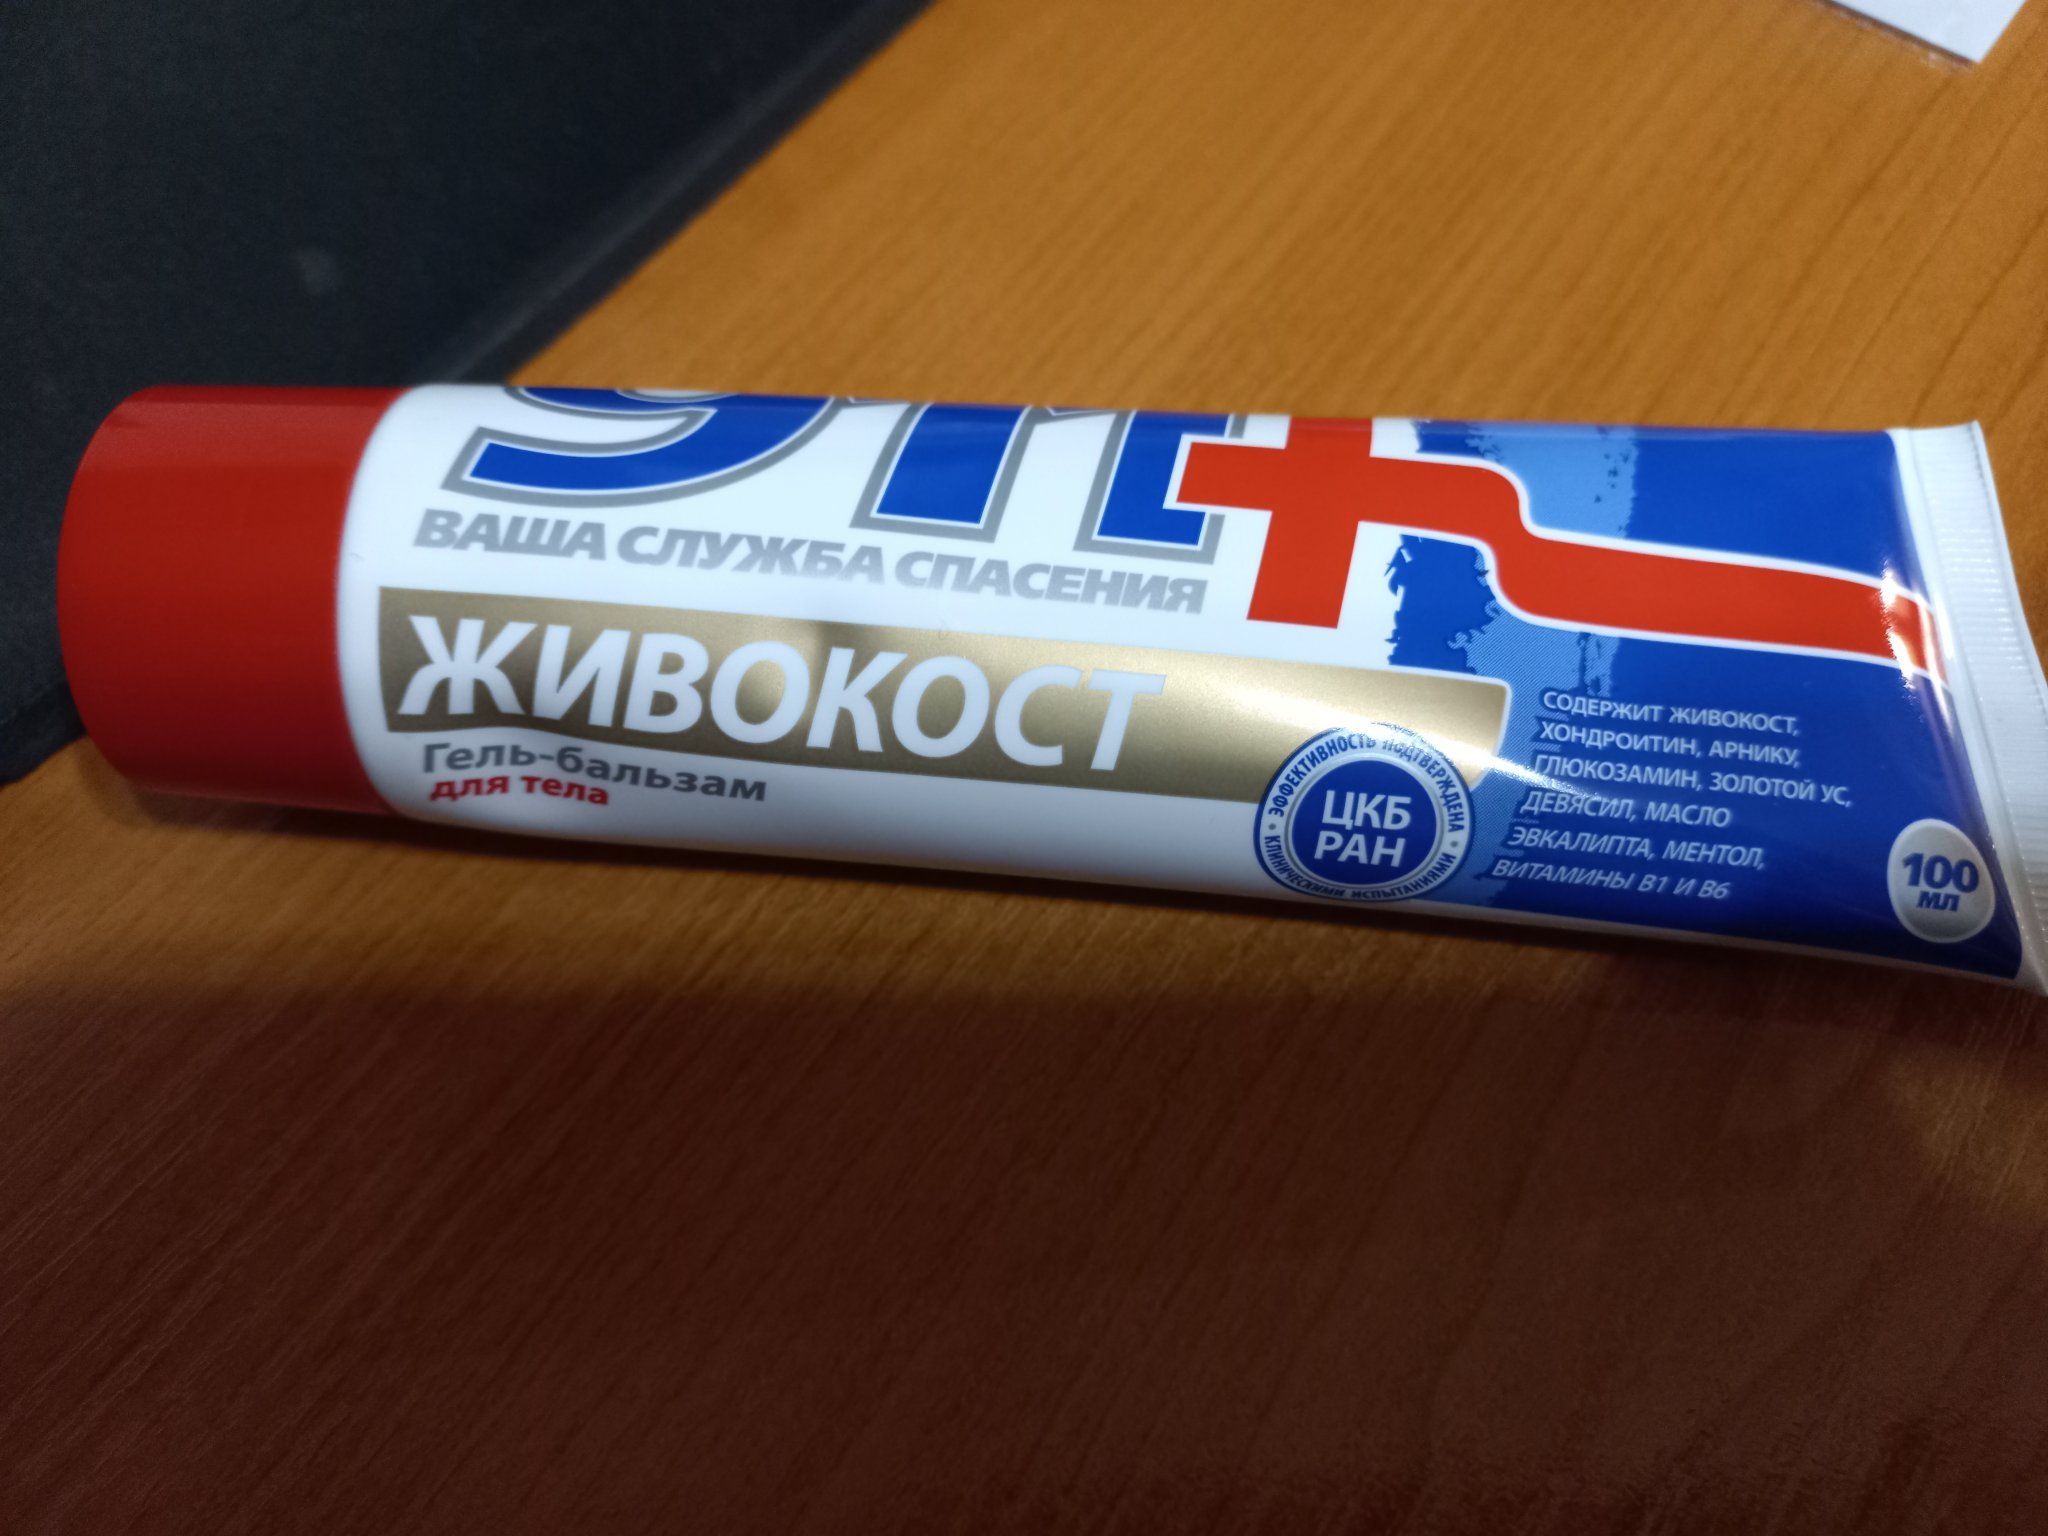 911
ВАША СЛУЖБА СПАСЕНИЯ
ЖИВОКОСТ
Гель-бальзам
для тела
ЭФФЕКТИВНОСТЬ ПОДТВЕРЖДЕНА
КЛИНИЧЕСКИМИ ИСПЫТАНИЯМИ
ЦКБ
РАН
СОДЕРЖИТ ЖИВОКОСТ,
ХОНДРОИТИН, АРНИКУ,
ГЛЮКОЗАМИН, ЗОЛОТОЙ УС,
ДЕВЯСИЛ, МАСЛО
ЭВКАЛИПТА, МЕНТОЛ,
ВИТАМИНЫ В1 И В6
100
МЛ